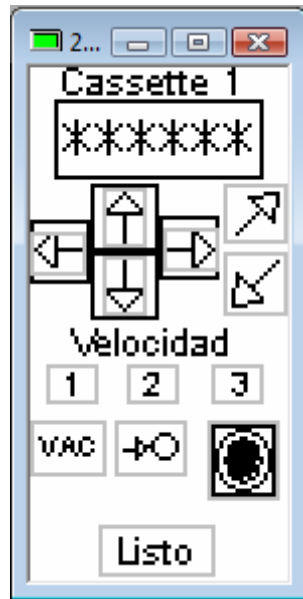 2...
Cassette 1
******
Velocidad
1 2 3
VAC
Listo